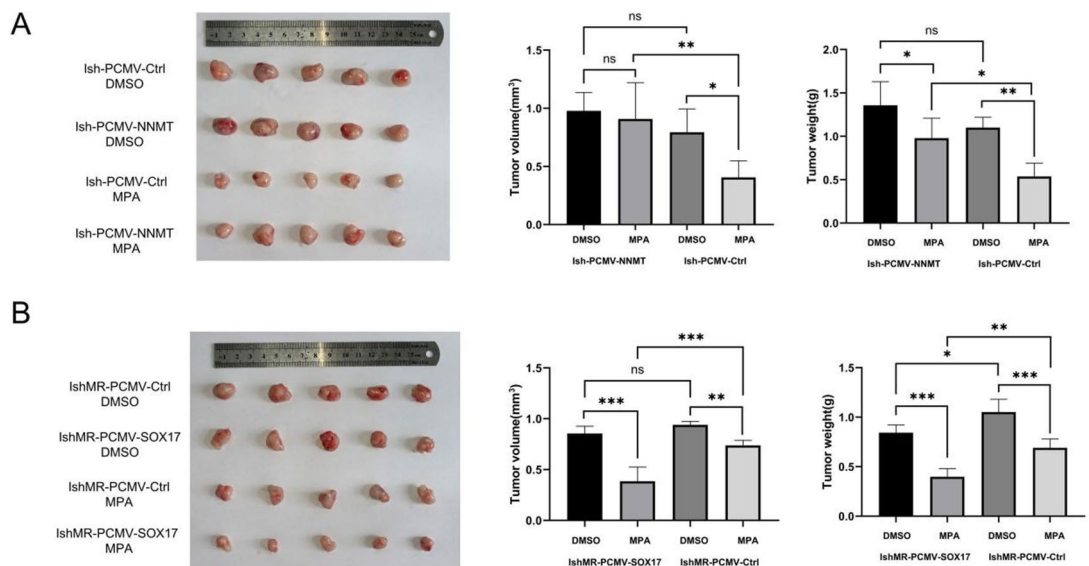 A
Ish-PCMV-Ctrl
DMSO
Ish-PCMV-NNMT
DMSO
Ish-PCMV-Ctrl
MPA
Ish-PCMV-NNMT
MPA
Tumor volume(mm³)
1.5
1.0
0.5
0.0
ns
ns
**
*
DMSO
MPA
DMSO
MPA
Ish-PCMV-NNMT
Ish-PCMV-Ctrl
Tumor weight(g)
2.0
1.5
1.0
0.5
0.0
ns
*
*
**
DMSO
MPA
DMSO
MPA
Ish-PCMV-NNMT
Ish-PCMV-Ctrl
B
IshMR-PCMV-Ctrl
DMSO
IshMR-PCMV-SOX17
DMSO
IshMR-PCMV-Ctrl
MPA
IshMR-PCMV-SOX17
MPA
Tumor volume(mm³)
1.5
1.0
0.5
0.0
***
ns
***
**
DMSO
MPA
DMSO
MPA
IshMR-PCMV-SOX17
IshMR-PCMV-Ctrl
Tumor weight(g)
1.5
1.0
0.5
0.0
**
*
***
***
DMSO
MPA
DMSO
MPA
IshMR-PCMV-SOX17
IshMR-PCMV-Ctrl